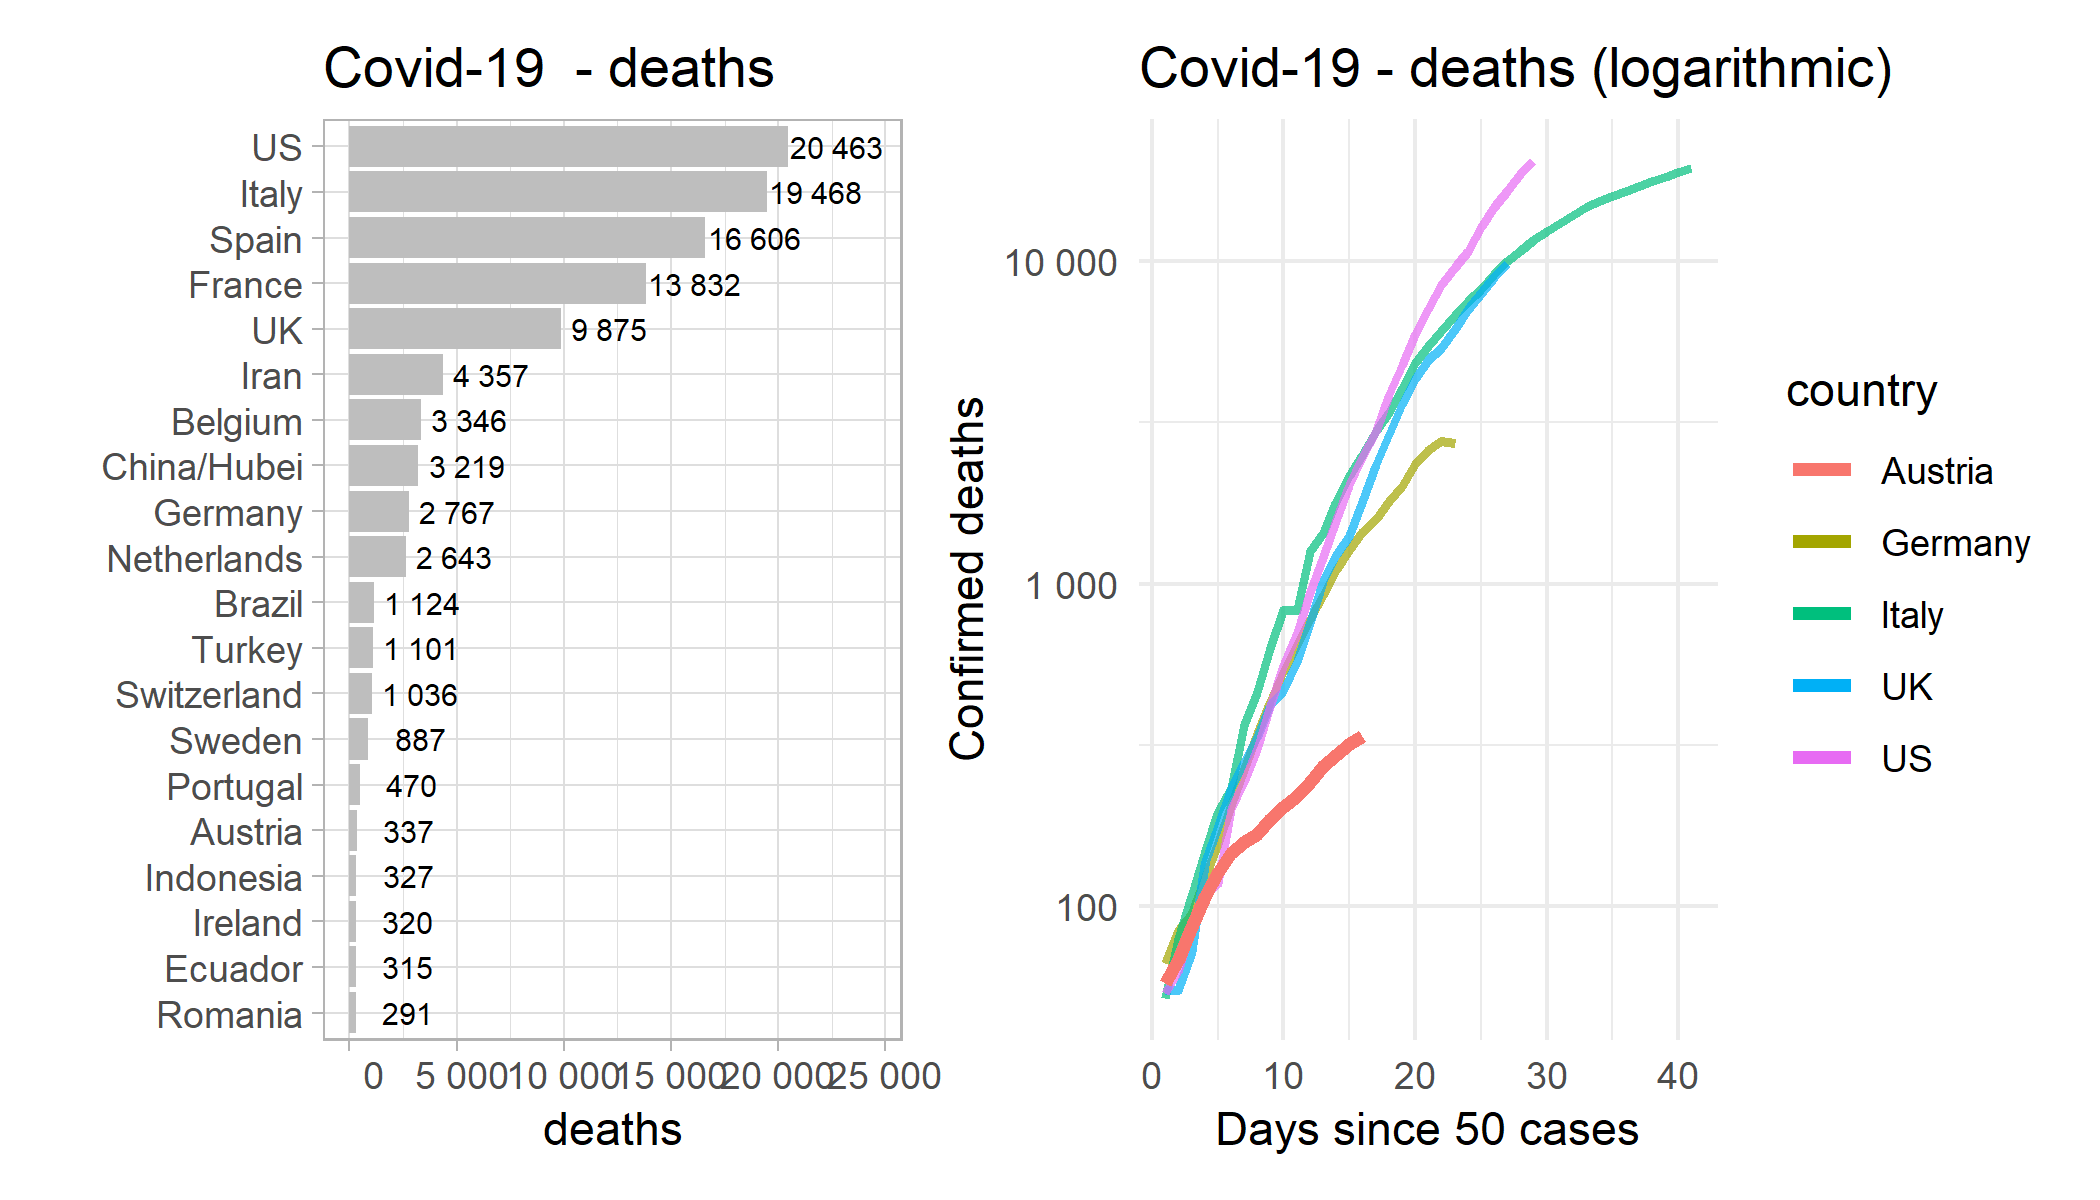 Covid-19  - deaths
US 20 463
Italy 19 468
Spain 16 606
France 13 832
UK 9 875
Iran 4 357
Belgium 3 346
China/Hubei 3 219
Germany 2 767
Netherlands 2 643
Brazil 1 124
Turkey 1 101
Switzerland 1 036
Sweden 887
Portugal 470
Austria 337
Indonesia 327
Ireland 320
Ecuador 315
Romania 291
0 5 000 10 000 15 000 20 000 25 000
deaths
Covid-19 - deaths (logarithmic)
Confirmed deaths
10 000
1 000
100
0 10 20 30 40
Days since 50 cases
country
Austria
Germany
Italy
UK
US